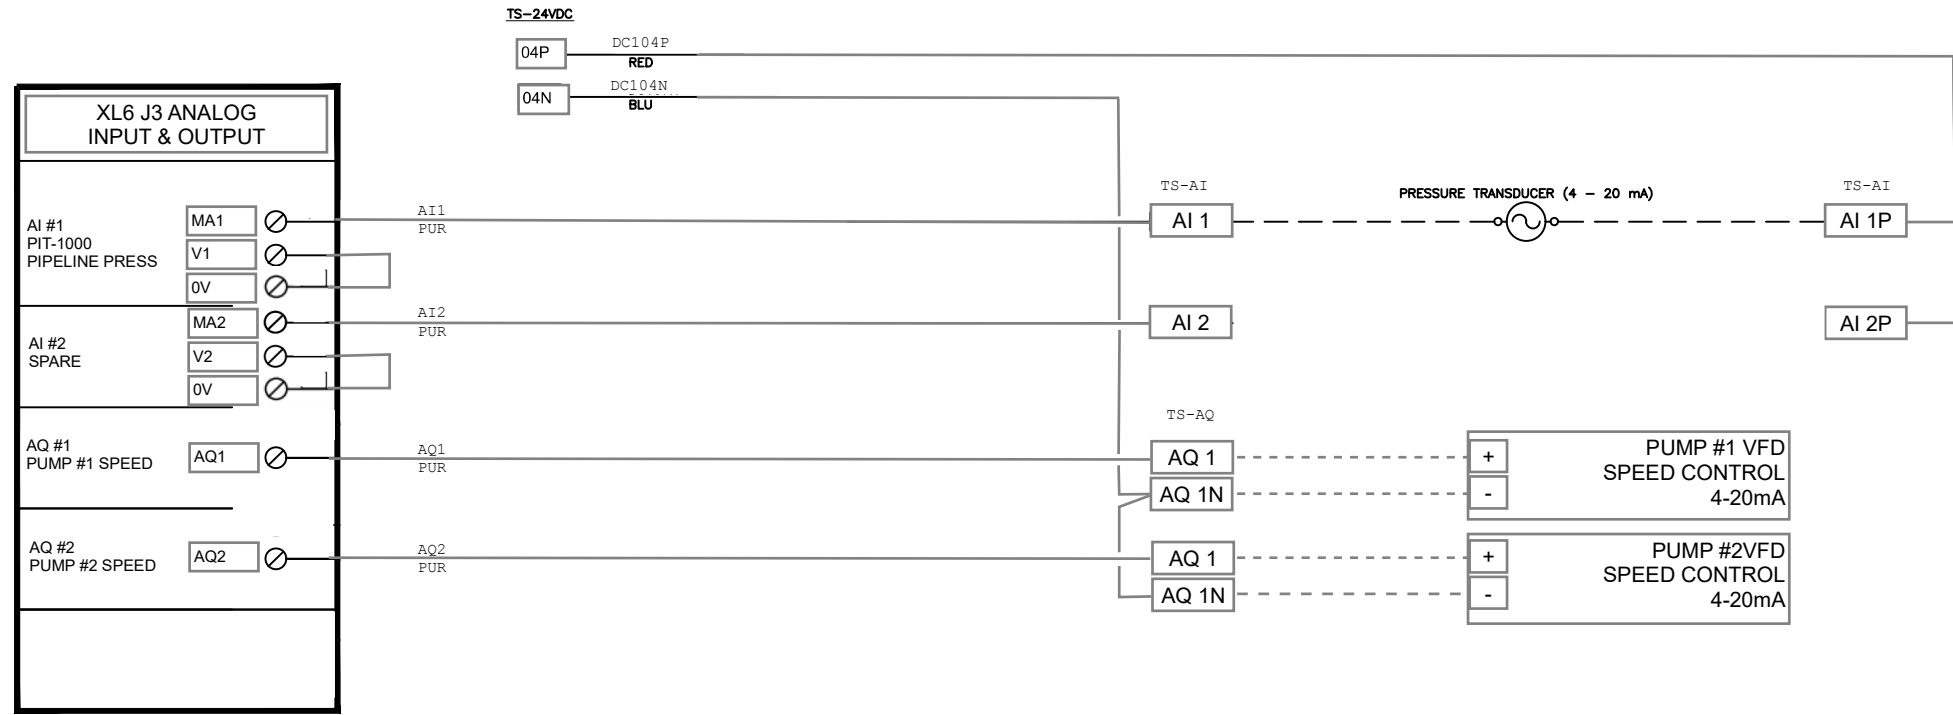 TS-24VDC
04P
DC104P
RED
04N
DC104N
BLU
XL6 J3 ANALOG
INPUT & OUTPUT
AI #1
PIT-1000
PIPELINE PRESS
MA1
V1
0V
AI1
PUR
TS-AI
AI 1
PRESSURE TRANSDUCER (4 - 20 mA)
TS-AI
AI 1P
AI #2
SPARE
MA2
V2
0V
AI2
PUR
AI 2
AI 2P
AQ #1
PUMP #1 SPEED
AQ1
AQ1
PUR
TS-AQ
AQ 1
AQ 1N
+
-
PUMP #1 VFD
SPEED CONTROL
4-20mA
AQ #2
PUMP #2 SPEED
AQ2
AQ2
PUR
AQ 1
AQ 1N
+
-
PUMP #2VFD
SPEED CONTROL
4-20mA